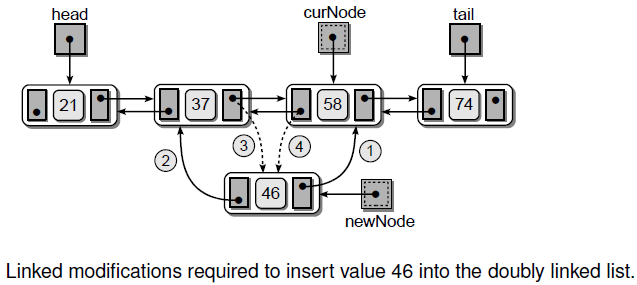 head curNode tail
21 37 58 74
2 3 4 1
46
newNode
Linked modifications required to insert value 46 into the doubly linked list.